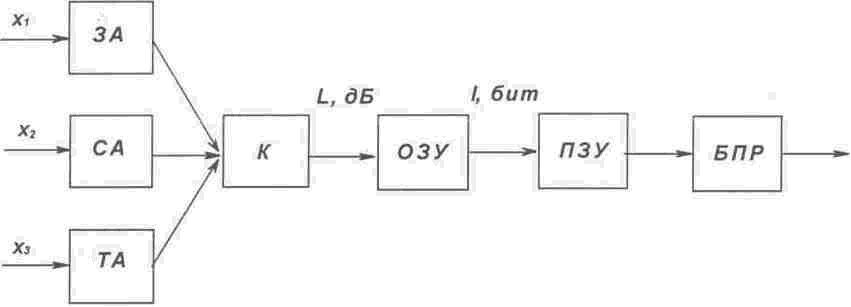 x₁
ЗА
L, дБ
I, бит
x₂
СА
К
ОЗУ
ПЗУ
БПР
x₃
ТА